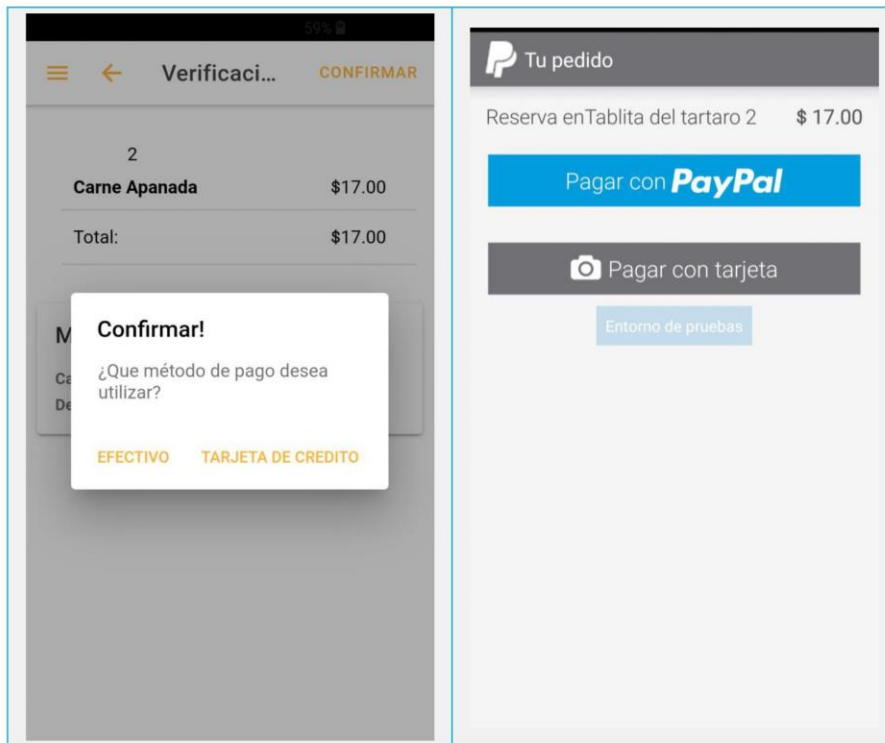 59%
Verificaci... CONFIRMAR
2
Carne Apanada $17.00
Total: $17.00
M
Ca
De
Confirmar!
¿Que método de pago desea
utilizar?
EFECTIVO TARJETA DE CREDITO
Tu pedido
Reserva enTablita del tartaro 2 $ 17.00
Pagar con PayPal
Pagar con tarjeta
Entorno de pruebas